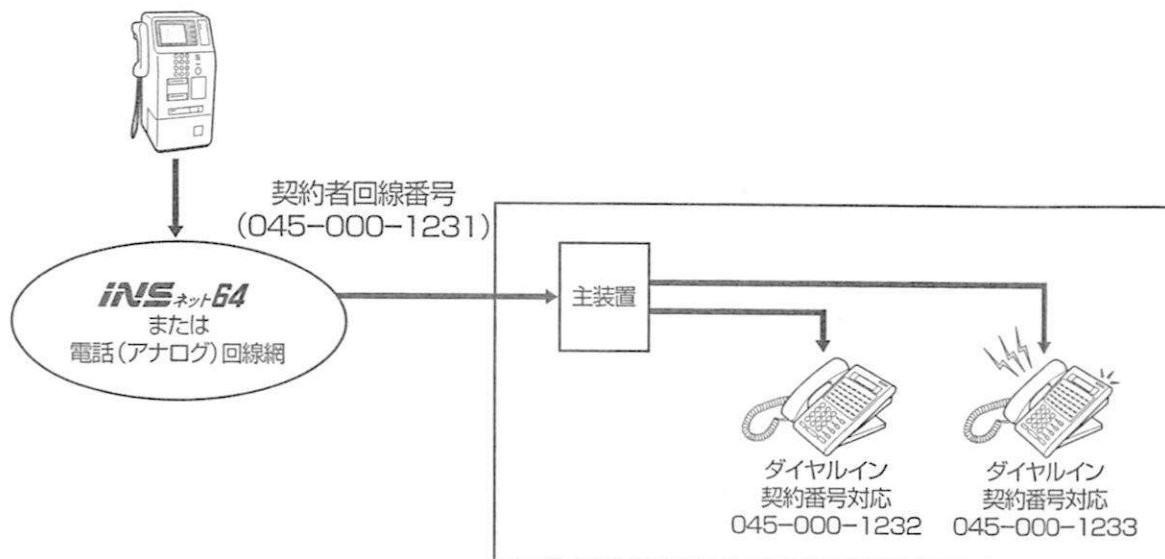 契約者回線番号
(045-000-1231)
INSネット64
または
電話(アナログ)回線網
主装置
ダイヤルイン
契約番号対応
045-000-1232
ダイヤルイン
契約番号対応
045-000-1233